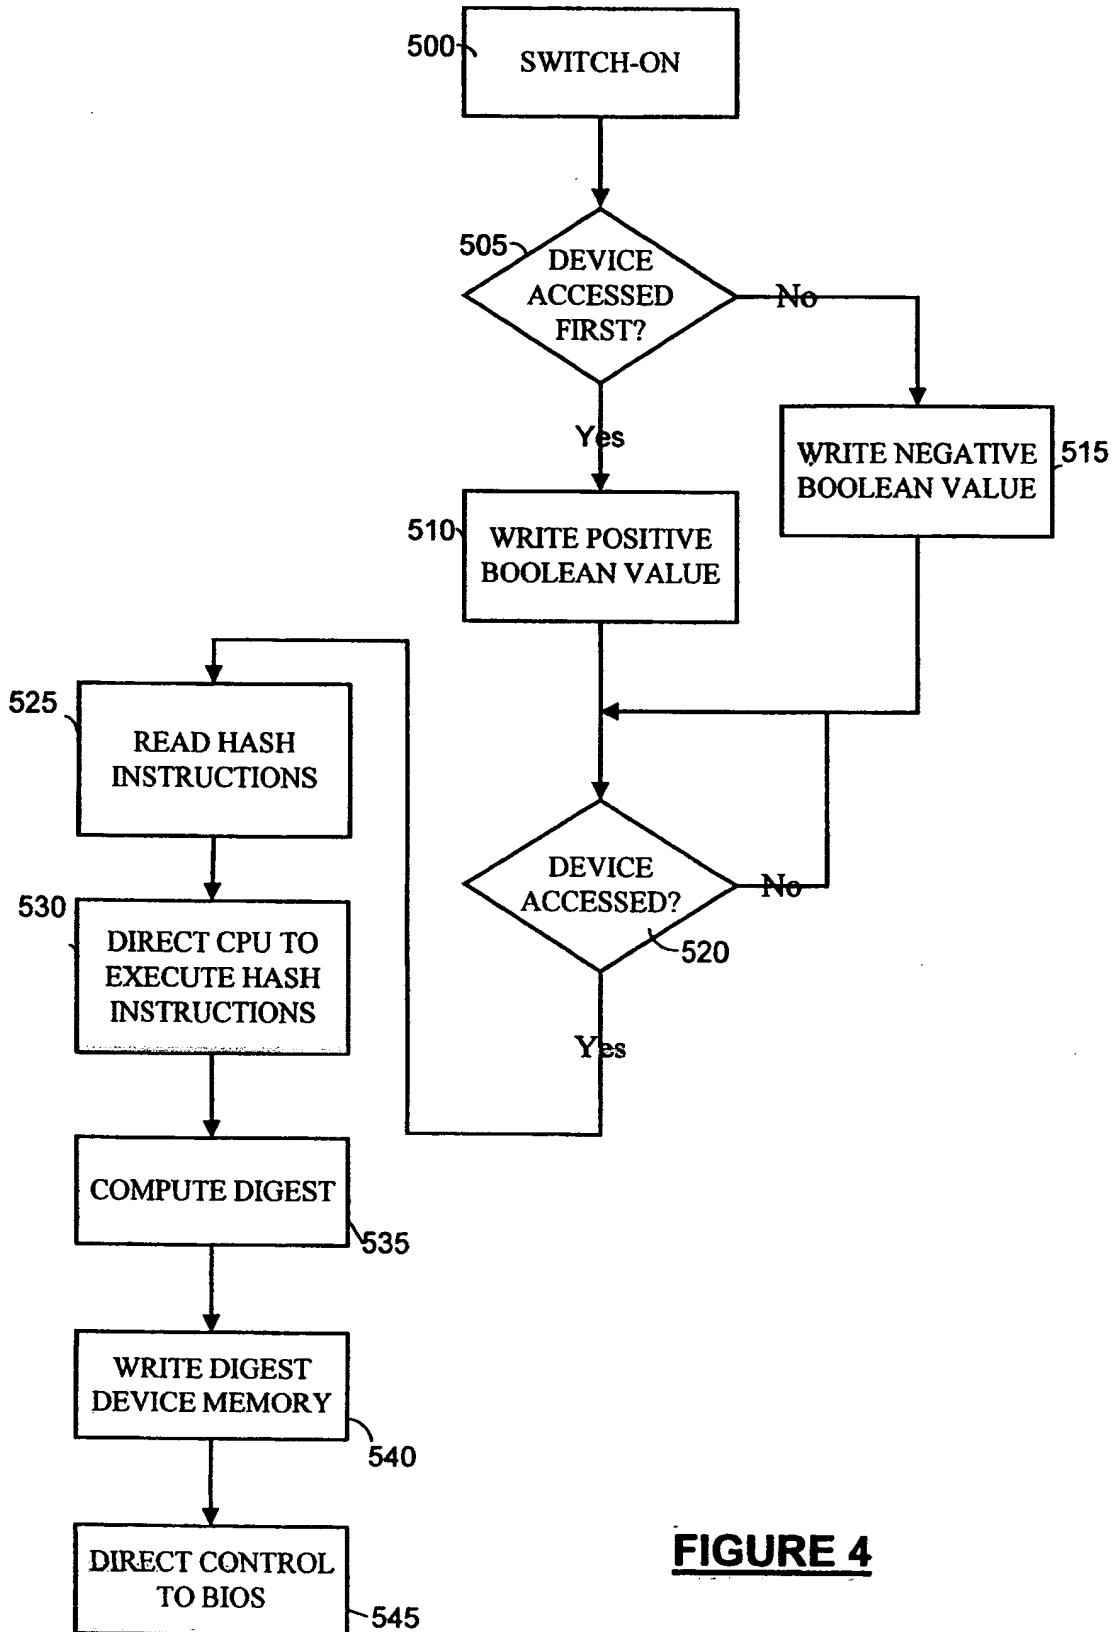 500
SWITCH-ON
505
DEVICE
ACCESSED
FIRST?
No
Yes
WRITE NEGATIVE
BOOLEAN VALUE
515
510
WRITE POSITIVE
BOOLEAN VALUE
525
READ HASH
INSTRUCTIONS
DEVICE
ACCESSED?
No
520
Yes
530
DIRECT CPU TO
EXECUTE HASH
INSTRUCTIONS
COMPUTE DIGEST
535
WRITE DIGEST
DEVICE MEMORY
540
DIRECT CONTROL
TO BIOS
545
FIGURE 4